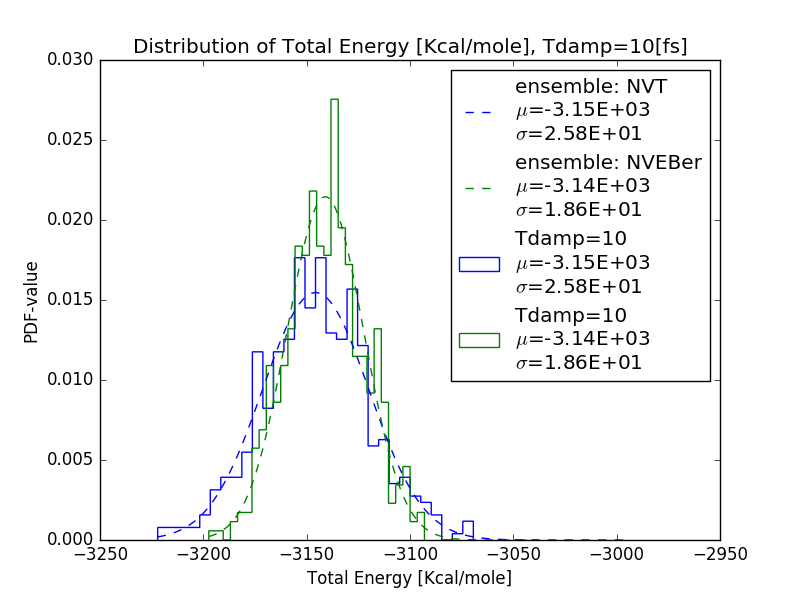 Distribution of Total Energy [Kcal/mole], Tdamp=10[fs]
0.030
0.025
0.020
0.015
0.010
0.005
0.000
PDF-value
−3250
−3200
−3150
−3100
−3050
−3000
−2950
Total Energy [Kcal/mole]
ensemble: NVT
μ=-3.15E+03
σ=2.58E+01
ensemble: NVEBer
μ=-3.14E+03
σ=1.86E+01
Tdamp=10
μ=-3.15E+03
σ=2.58E+01
Tdamp=10
μ=-3.14E+03
σ=1.86E+01